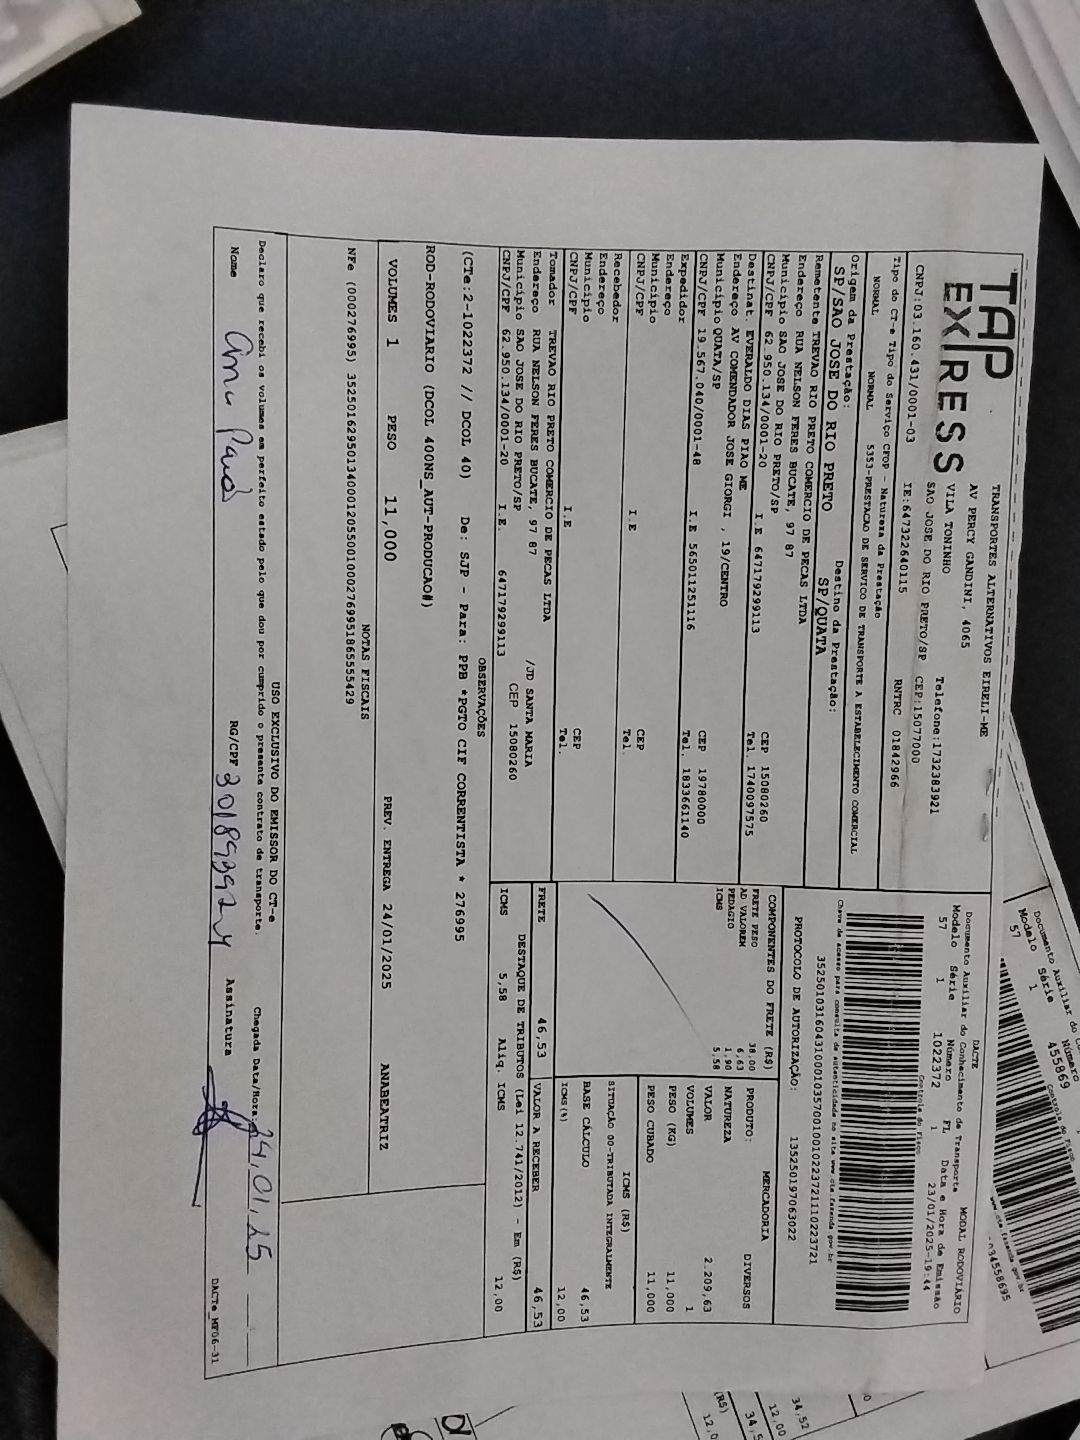 TAP
EXPRESS
TRANSPORTES ALTERNATIVOS EIRELI-ME
AV PERCY GANDINI, 4065
VILA TONINHO Telefone:1732383921
SAO JOSE DO RIO PRETO/SP CEP:15077000
CNPJ:03.160.431/0001-03 IE:647322640115 RNTRC 01842966
Tipo do CT-e Tipo do Serviço CFOP - Natureza da Prestação
NORMAL NORMAL 5353-PRESTACAO DE SERVICO DE TRANSPORTE A ESTABELECIMENTO COMERCIAL
Origem da Prestação: Destino da Prestação:
SP/SAO JOSE DO RIO PRETO SP/QUATA
Remetente TREVAO RIO PRETO COMERCIO DE PECAS LTDA
Endereço RUA NELSON FERES BUCATE, 97 87
Município SAO JOSE DO RIO PRETO/SP CEP 15080260
CNPJ/CPF 62.950.134/0001-20 I.E 647179299113 Tel. 1740097575
Destinat. EVERALDO DIAS PIAO ME
Endereço AV COMENDADOR JOSE GIORGI , 19/CENTRO
Município QUATA/SP CEP 19780000
CNPJ/CPF 19.567.040/0001-48 I.E 565011251116 Tel. 1833661140
Expedidor
Endereço
Município CEP
CNPJ/CPF I.E Tel.
Recebedor
Endereço
Município CEP
CNPJ/CPF I.E Tel.
Tomador TREVAO RIO PRETO COMERCIO DE PECAS LTDA
Endereço RUA NELSON FERES BUCATE, 97 87 /JD SANTA MARIA
Município SAO JOSE DO RIO PRETO/SP CEP 15080260
CNPJ/CPF 62.950.134/0001-20 I.E. 647179299113
DACTE
Documento Auxiliar do Conhecimento de Transporte MODAL RODOVIÁRIO
Modelo Série Número FL Data e Hora de Emissão
57 1 1022372 1 23/01/2025-19:44
Controle do Fisco
Chave de acesso para consulta de autenticidade no site www.cte.fazenda.gov.br
35250103160431000103570010010223721110223721
PROTOCOLO DE AUTORIZAÇÃO: 135250197063022
COMPONENTES DO FRETE (R$)
FRETE PESO 38,00
AD VALOREM 6,63
PEDAGIO 1,90
ICMS 5,58
MERCADORIA
PRODUTO: DIVERSOS
NATUREZA
VALOR 2.209,63
VOLUMES 1
PESO (KG) 11,000
PESO CUBADO 11,000
ICMS (R$)
SITUAÇÃO 00-TRIBUTADA INTEGRALMENTE
BASE CÁLCULO 46,53
ICMS(%) 12,00
FRETE 46,53 VALOR A RECEBER 46,53
DESTAQUE DE TRIBUTOS (Lei 12.741/2012) - Em (R$)
ICMS 5,58 Aliq. ICMS 12,00
OBSERVAÇÕES
(CTe:2-1022372 // DCOL 40) De: SJP - Para: PPB *PGTO CIF CORRENTISTA * 276995
ROD-RODOVIARIO (DCOL 400NS_AUT-PRODUCAO#)
VOLUMES 1 PESO 11,000 PREV. ENTREGA 24/01/2025 ANABEATRIZ
NOTAS FISCAIS
NFe (000276995) 35250162950134000120550010002769951865555429
USO EXCLUSIVO DO EMISSOR DO CT-e
Declaro que recebi os volumes em perfeito estado pelo que dou por cumprido o presente contrato de transporte. Chegada Data/Hora: 24,01,25
Nome RG/CPF 301893924 Assinatura
DACTe_MF06-31
Documento Auxiliar do
Modelo Série Número
57 1 455869
Controle do Fisco
034558695
34,52
12,00
(R$)